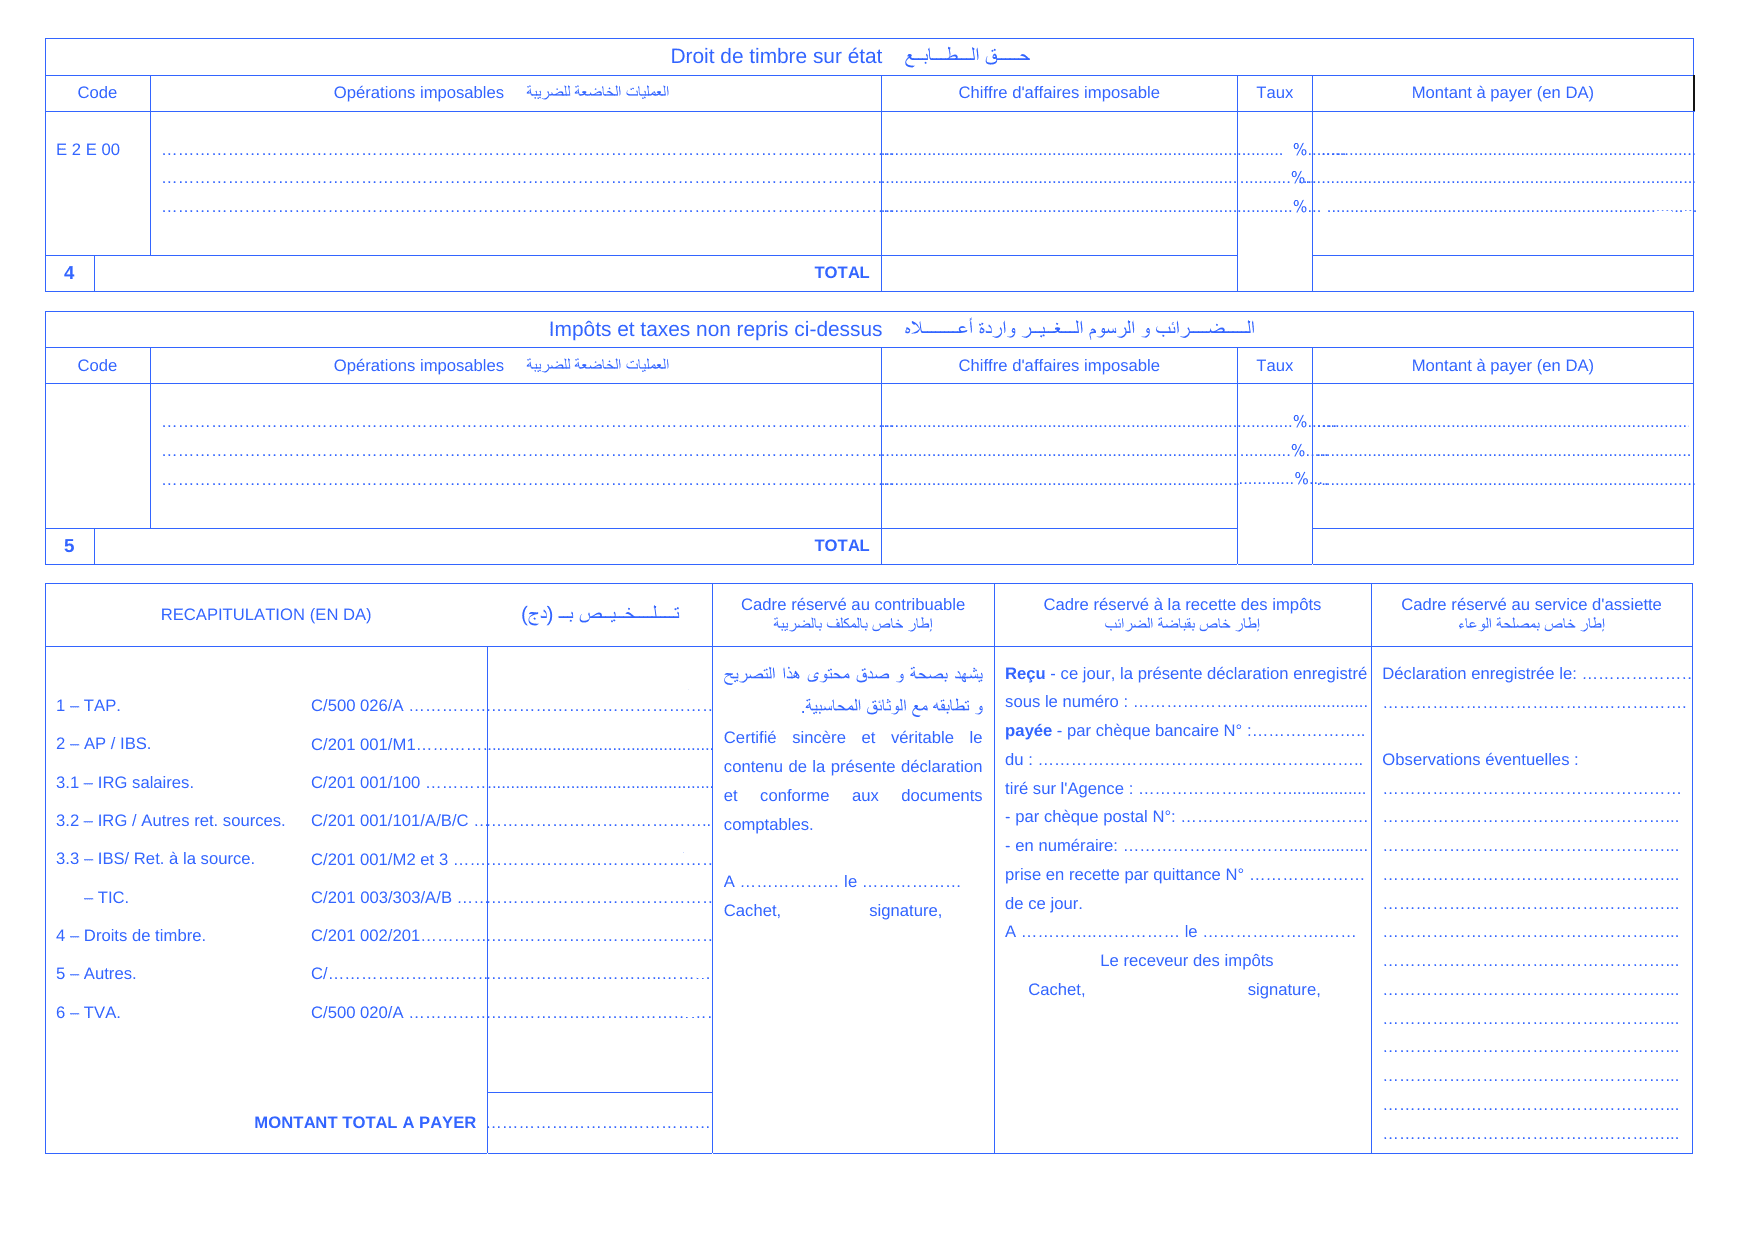 Droit de timbre sur état حــــق الـــطـــابــع
Code Opérations imposables العمليات الخاضعة للضريبة Chiffre d'affaires imposable Taux Montant à payer (en DA)
E 2 E 00 …………………………………………………………………………………………………………………… ............................................................ % ............................................................
…………………………………………………………………………………………………………………… ............................................................ % ............................................................
…………………………………………………………………………………………………………………… ............................................................ % ............................................................
4 TOTAL
Impôts et taxes non repris ci-dessus الــــضــــرائب و الرسوم الـــغــيــر واردة أعـــــــلاه
Code Opérations imposables العمليات الخاضعة للضريبة Chiffre d'affaires imposable Taux Montant à payer (en DA)
…………………………………………………………………………………………………………………… ............................................................ % ............................................................
…………………………………………………………………………………………………………………… ............................................................ % ............................................................
…………………………………………………………………………………………………………………… ............................................................ % ............................................................
5 TOTAL
RECAPITULATION (EN DA) تـــلـــخــيــص بــ (دج)
1 – TAP. C/500 026/A ………………………………………………
2 – AP / IBS. C/201 001/M1…………..................................................
3.1 – IRG salaires. C/201 001/100 …………..................................................
3.2 – IRG / Autres ret. sources. C/201 001/101/A/B/C ……………………………………..
3.3 – IBS/ Ret. à la source. C/201 001/M2 et 3 ………………………………………
– TIC. C/201 003/303/A/B ………………………………………
4 – Droits de timbre. C/201 002/201………………………………………………
5 – Autres. C/………………………………………………………..………
6 – TVA. C/500 020/A ………………………………………………
MONTANT TOTAL A PAYER ……………………..……………
Cadre réservé au contribuable
إطار خاص بالمكلف بالضريبة
يشهد بصحة و صدق محتوى هذا التصريح
و تطابقه مع الوثائق المحاسبية.
Certifié sincère et véritable le
contenu de la présente déclaration
et conforme aux documents
comptables.
A ……………… le ………………
Cachet, signature,
Cadre réservé à la recette des impôts
إطار خاص بقباضة الضرائب
Reçu - ce jour, la présente déclaration enregistré
sous le numéro : ……………………......................
payée - par chèque bancaire N° :……….………..
du : …………………………………………………..
tiré sur l'Agence : ………………………................
- par chèque postal N°: …………………………….
- en numéraire: …………………………................
prise en recette par quittance N° …………………
de ce jour.
A …………..…………… le ………………….……
Le receveur des impôts
Cachet, signature,
Cadre réservé au service d'assiette
إطار خاص بمصلحة الوعاء
Déclaration enregistrée le: ………………..
……………………………………………….
Observations éventuelles :
………………………………………………
……………………………………………...
……………………………………………...
……………………………………………...
……………………………………………...
……………………………………………...
……………………………………………...
……………………………………………...
……………………………………………...
……………………………………………...
……………………………………………...
……………………………………………...
……………………………………………...